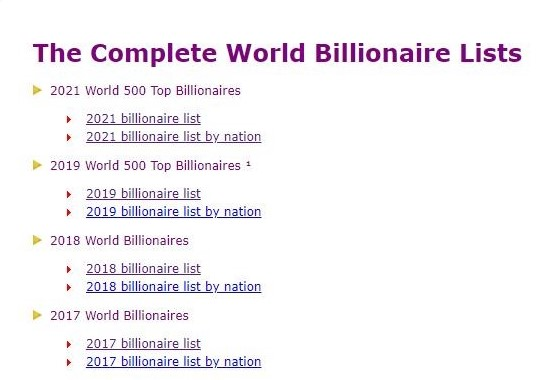 The Complete World Billionaire Lists
2021 World 500 Top Billionaires
2021 billionaire list
2021 billionaire list by nation
2019 World 500 Top Billionaires ¹
2019 billionaire list
2019 billionaire list by nation
2018 World Billionaires
2018 billionaire list
2018 billionaire list by nation
2017 World Billionaires
2017 billionaire list
2017 billionaire list by nation